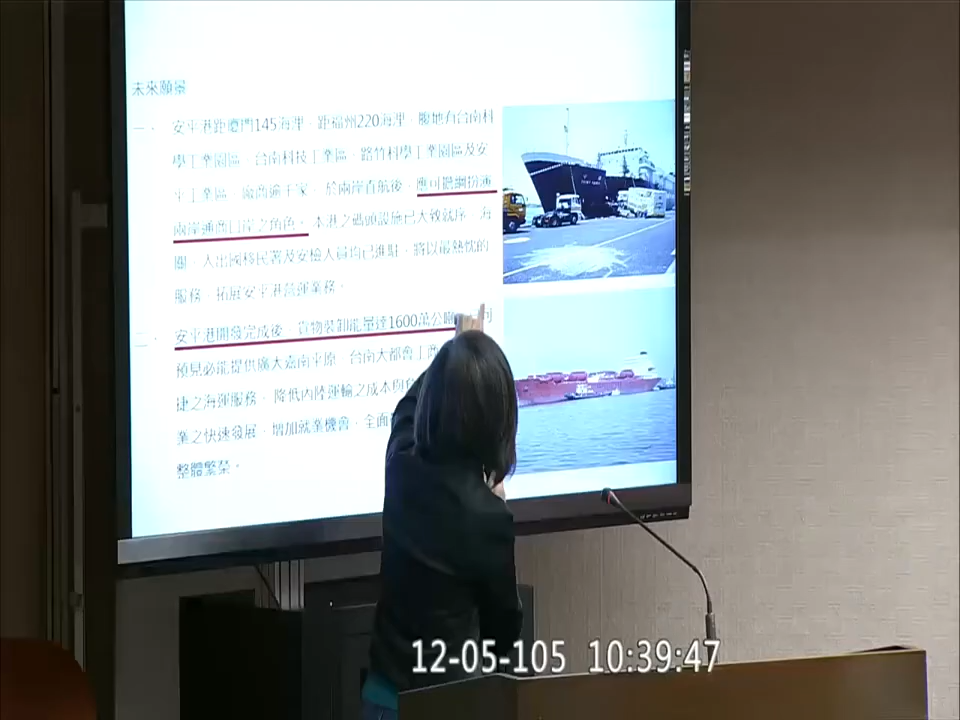 未來願景
一、 安平港距廈門145海浬，距福州220海浬，腹地有台南科
學工業園區、台南科技工業區、路竹科學工業園區及安
平工業區，廠商逾千家，於兩岸直航後，應可擔綱扮演
兩岸通商口岸之角色。本港之碼頭設施已大致就序，海
關、入出國移民署及安檢人員均已進駐，將以最熱忱的
服務，拓展安平港營運業務。
二、 安平港開發完成後，貨物裝卸能量達1600萬公噸 可
預見必能提供廣大嘉南平原、台南大都會工商
捷之海運服務，降低內陸運輸之成本與
業之快速發展，增加就業機會，全面
整體繁榮。
12-05-105 10:39:47